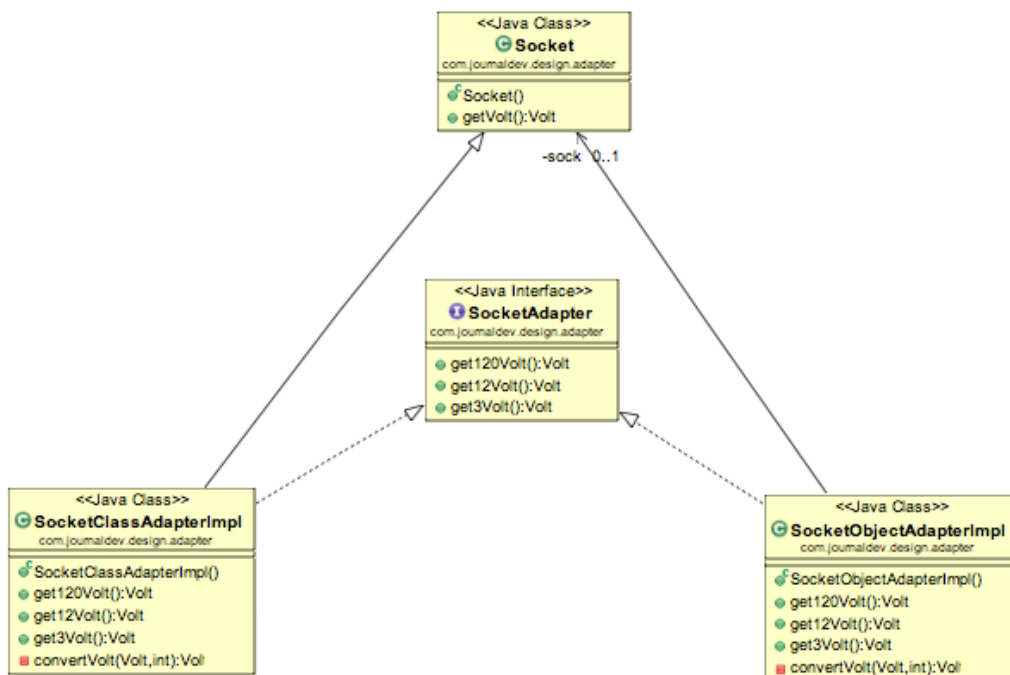 <<Java Class>>
Socket
com.journaldev.design.adapter
Socket()
getVolt():Volt
-sock 0..1
<<Java Interface>>
SocketAdapter
com.journaldev.design.adapter
get120Volt():Volt
get12Volt():Volt
get3Volt():Volt
<<Java Class>>
SocketClassAdapterImpl
com.journaldev.design.adapter
SocketClassAdapterImpl()
get120Volt():Volt
get12Volt():Volt
get3Volt():Volt
convertVolt(Volt,int):Vol
<<Java Class>>
SocketObjectAdapterImpl
com.journaldev.design.adapter
SocketObjectAdapterImpl()
get120Volt():Volt
get12Volt():Volt
get3Volt():Volt
convertVolt(Volt,int):Vol